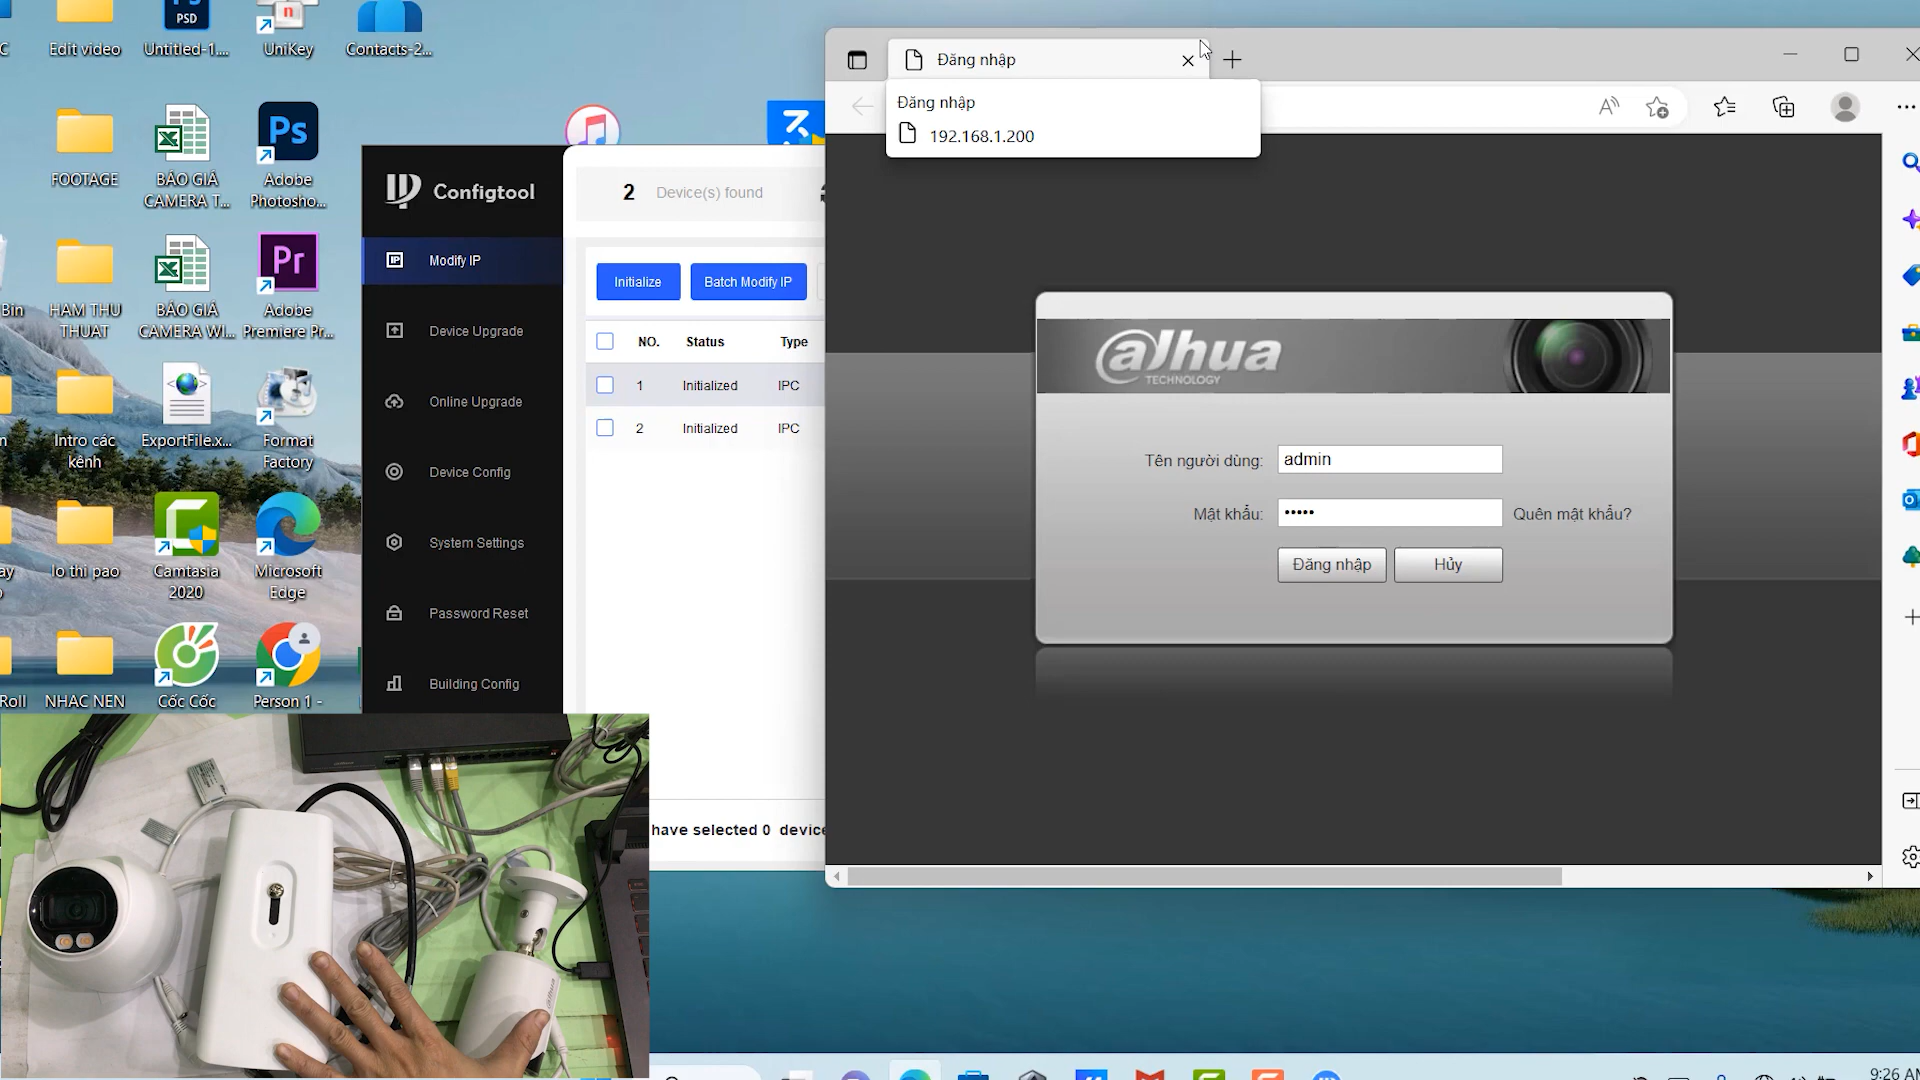 C
Edit video
PSD
Untitled-1....
n
UniKey
Contacts-2...
FOOTAGE
BÁO GIÁ
CAMERA T...
Ps
Adobe
Photosho...
Bin
HAM THU
THUAT
BÁO GIÁ
CAMERA WI...
Pr
Adobe
Premiere Pr...
n
Intro các
kênh
ExportFile.x...
Format
Factory
ay
lo thi pao
Camtasia
2020
Microsoft
Edge
Roll
NHAC NEN
Cốc Cốc
Person 1 -
Configtool
2 Device(s) found
Modify IP
Initialize
Batch Modify IP
Device Upgrade
NO. Status Type
1 Initialized IPC
Online Upgrade
2 Initialized IPC
Device Config
System Settings
Password Reset
Building Config
have selected 0 device
Đăng nhập
Đăng nhập
192.168.1.200
alhua
TECHNOLOGY
Tên người dùng: admin
Mật khẩu: •••••
Quên mật khẩu?
Đăng nhập
Hủy
alhua
9:26 AM